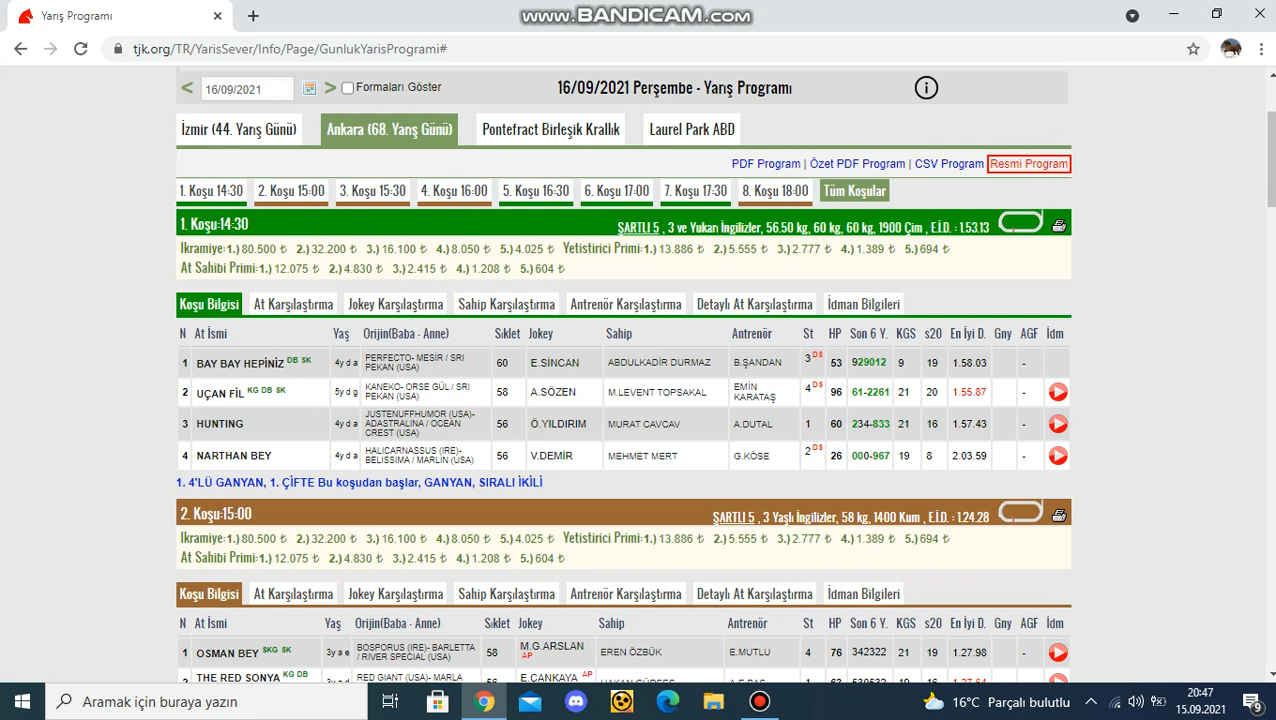 Yarış Programı
www.BANDICAM.com
tjk.org/TR/YarisSever/Info/Page/GunlukYarisProgrami#
16/09/2021 Formaları Göster 16/09/2021 Perşembe - Yarış Programı
İzmir (44. Yarış Günü) Ankara (68. Yarış Günü) Pontefract Birleşik Krallık Laurel Park ABD
PDF Program | Özet PDF Program | CSV Program Resmi Program
1. Koşu 14:30 2. Koşu 15:00 3. Koşu 15:30 4. Koşu 16:00 5. Koşu 16:30 6. Koşu 17:00 7. Koşu 17:30 8. Koşu 18:00 Tüm Koşular
1. Koşu:14:30 ŞARTLI 5 , 3 ve Yukarı İngilizler, 56.50 kg, 60 kg, 60 kg, 1900 Çim , E.İ.D. : 1.53.13
Ikramiye:1.) 80.500 ₺ 2.) 32.200 ₺ 3.) 16.100 ₺ 4.) 8.050 ₺ 5.) 4.025 ₺ Yetistirici Primi:1.) 13.886 ₺ 2.) 5.555 ₺ 3.) 2.777 ₺ 4.) 1.389 ₺ 5.) 694 ₺
At Sahibi Primi:1.) 12.075 ₺ 2.) 4.830 ₺ 3.) 2.415 ₺ 4.) 1.208 ₺ 5.) 604 ₺
Koşu Bilgisi At Karşılaştırma Jokey Karşılaştırma Sahip Karşılaştırma Antrenör Karşılaştırma Detaylı At Karşılaştırma İdman Bilgileri
N At İsmi Yaş Orijin(Baba - Anne) Sıklet Jokey Sahip Antrenör St HP Son 6 Y. KGS s20 En İyi D. Gny AGF İdm
1 BAY BAY HEPİNİZ DB SK 4y d a PERFECTO- MESİR / SRI PEKAN (USA) 60 E.SİNCAN ABDULKADİR DURMAZ B.ŞANDAN 3 DS 53 929012 9 19 1.58.03 -
2 UÇAN FİL KG DB SK 5y d g KANEKO- ORSE GÜL / SRI PEKAN (USA) 58 A.SÖZEN M.LEVENT TOPSAKAL EMİN KARATAŞ 4 DS 96 61-2261 21 20 1.55.87 -
3 HUNTING 4y d a JUSTENUFFHUMOR (USA)- ADASTRALINA / OCEAN CREST (USA) 56 Ö.YILDIRIM MURAT CAVCAV A.DUTAL 1 60 234-833 21 16 1.57.43 -
4 NARTHAN BEY 4y d a HALICARNASSUS (IRE)- BELISSIMA / MARLIN (USA) 56 V.DEMİR MEHMET MERT G.KÖSE 2 DS 26 000-967 19 8 2.03.59 -
1. 4'LÜ GANYAN, 1. ÇİFTE Bu koşudan başlar, GANYAN, SIRALI İKİLİ
2. Koşu:15:00 ŞARTLI 5 , 3 Yaşlı İngilizler, 58 kg, 1400 Kum , E.İ.D. : 1.24.28
Ikramiye:1.) 80.500 ₺ 2.) 32.200 ₺ 3.) 16.100 ₺ 4.) 8.050 ₺ 5.) 4.025 ₺ Yetistirici Primi:1.) 13.886 ₺ 2.) 5.555 ₺ 3.) 2.777 ₺ 4.) 1.389 ₺ 5.) 694 ₺
At Sahibi Primi:1.) 12.075 ₺ 2.) 4.830 ₺ 3.) 2.415 ₺ 4.) 1.208 ₺ 5.) 604 ₺
Koşu Bilgisi At Karşılaştırma Jokey Karşılaştırma Sahip Karşılaştırma Antrenör Karşılaştırma Detaylı At Karşılaştırma İdman Bilgileri
N At İsmi Yaş Orijin(Baba - Anne) Sıklet Jokey Sahip Antrenör St HP Son 6 Y. KGS s20 En İyi D. Gny AGF İdm
1 OSMAN BEY SKG SK 3y a e BOSPORUS (IRE)- BARLETTA / RIVER SPECIAL (USA) 58 M.G.ARSLAN AP EREN ÖZBÜK E.MUTLU 4 76 342322 21 19 1.27.98 -
THE RED SONYA KG DB RED GIANT (USA)- MARLA E.ÇANKAYA AP
Aramak için buraya yazın 16°C Parçalı bulutlu 20:47
15.09.2021 9